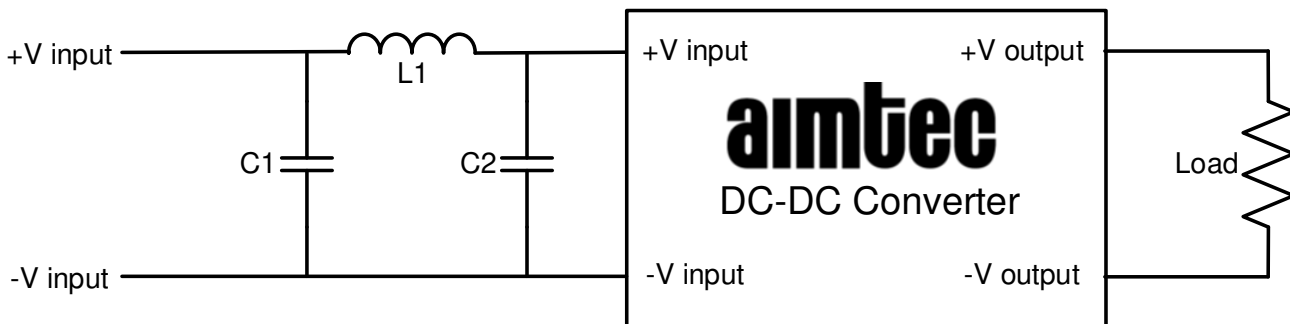 +V input
L1
C1
C2
-V input
+V input
+V output
aimtec
DC-DC Converter
-V input
-V output
Load